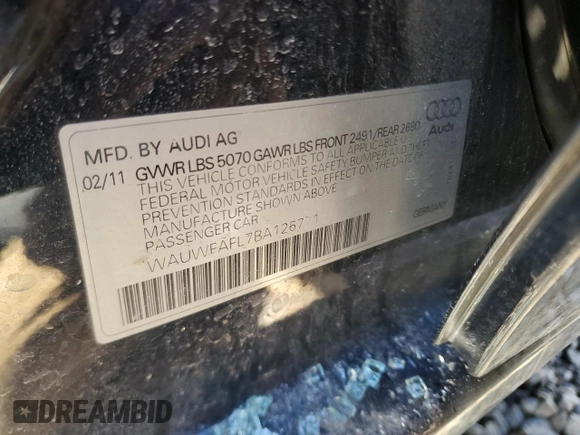 MFD. BY AUDI AG
02/11 GVWR LBS 5070 GAWR LBS FRONT 2491/REAR 2690
Audi
THIS VEHICLE CONFORMS TO ALL APPLICABLE
FEDERAL MOTOR VEHICLE SAFETY BUMPER AND THEFT
PREVENTION STANDARDS IN EFFECT ON THE DATE OF
MANUFACTURE SHOWN ABOVE
PASSENGER CAR
GERMANY
DREAMBID